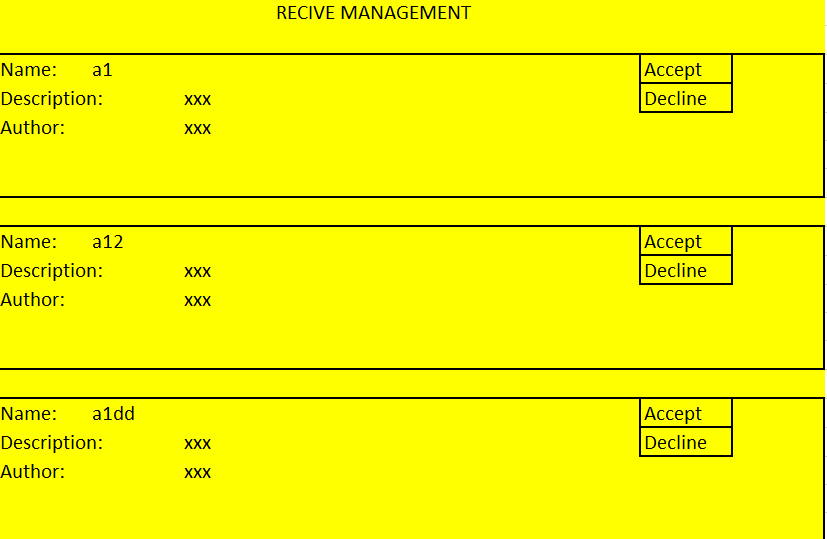 RECIVE MANAGEMENT
Name: a1 Accept
Description: xxx Decline
Author: xxx
Name: a12 Accept
Description: xxx Decline
Author: xxx
Name: a1dd Accept
Description: xxx Decline
Author: xxx